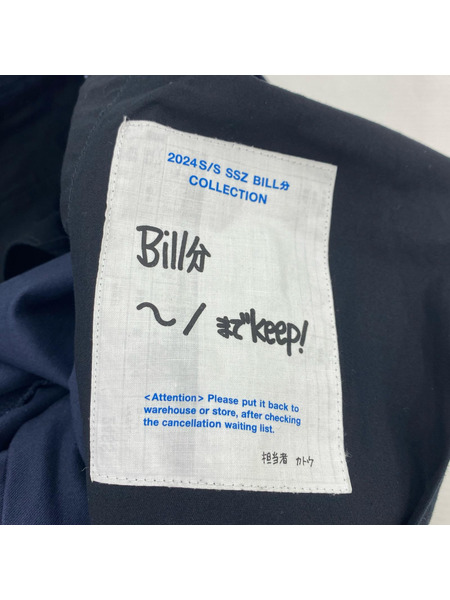 2024S/S SSZ BILL分
COLLECTION
Bill分
〜/までkeep!
<Attention> Please put it back to
warehouse or store, after checking
the cancellation waiting list.
担当者 カトウ